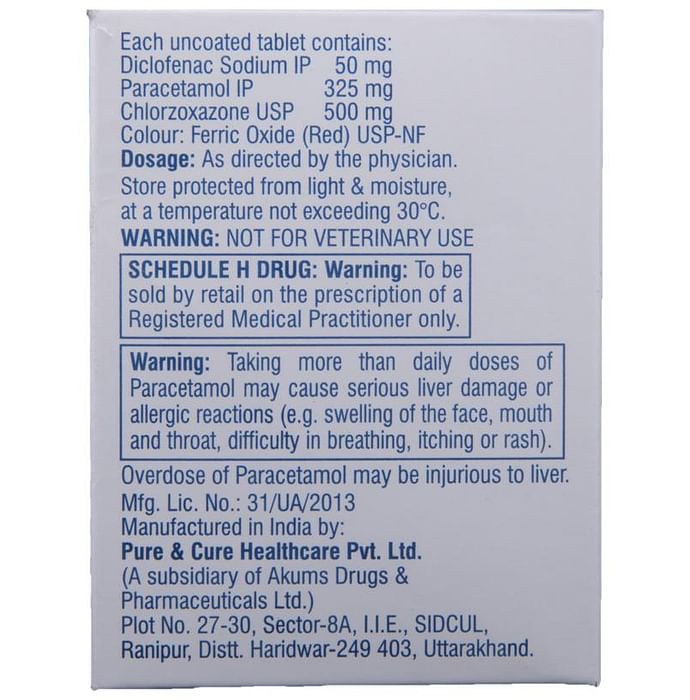 Each uncoated tablet contains:
Diclofenac Sodium IP 50 mg
Paracetamol IP 325 mg
Chlorzoxazone USP 500 mg
Colour: Ferric Oxide (Red) USP-NF
Dosage: As directed by the physician.
Store protected from light & moisture,
at a temperature not exceeding 30°C.
WARNING: NOT FOR VETERINARY USE
SCHEDULE H DRUG: Warning: To be
sold by retail on the prescription of a
Registered Medical Practitioner only.
Warning: Taking more than daily doses of
Paracetamol may cause serious liver damage or
allergic reactions (e.g. swelling of the face, mouth
and throat, difficulty in breathing, itching or rash).
Overdose of Paracetamol may be injurious to liver.
Mfg. Lic. No.: 31/UA/2013
Manufactured in India by:
Pure & Cure Healthcare Pvt. Ltd.
(A subsidiary of Akums Drugs &
Pharmaceuticals Ltd.)
Plot No. 27-30, Sector-8A, I.I.E., SIDCUL,
Ranipur, Distt. Haridwar-249 403, Uttarakhand.